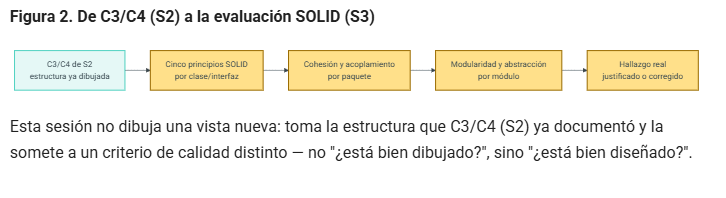 Figura 2. De C3/C4 (S2) a la evaluación SOLID (S3)
C3/C4 de S2
estructura ya dibujada
Cinco principios SOLID
por clase/interfaz
Cohesión y acoplamiento
por paquete
Modularidad y abstracción
por módulo
Hallazgo real
justificado o corregido
Esta sesión no dibuja una vista nueva: toma la estructura que C3/C4 (S2) ya documentó y la
somete a un criterio de calidad distinto — no "¿está bien dibujado?", sino "¿está bien diseñado?".